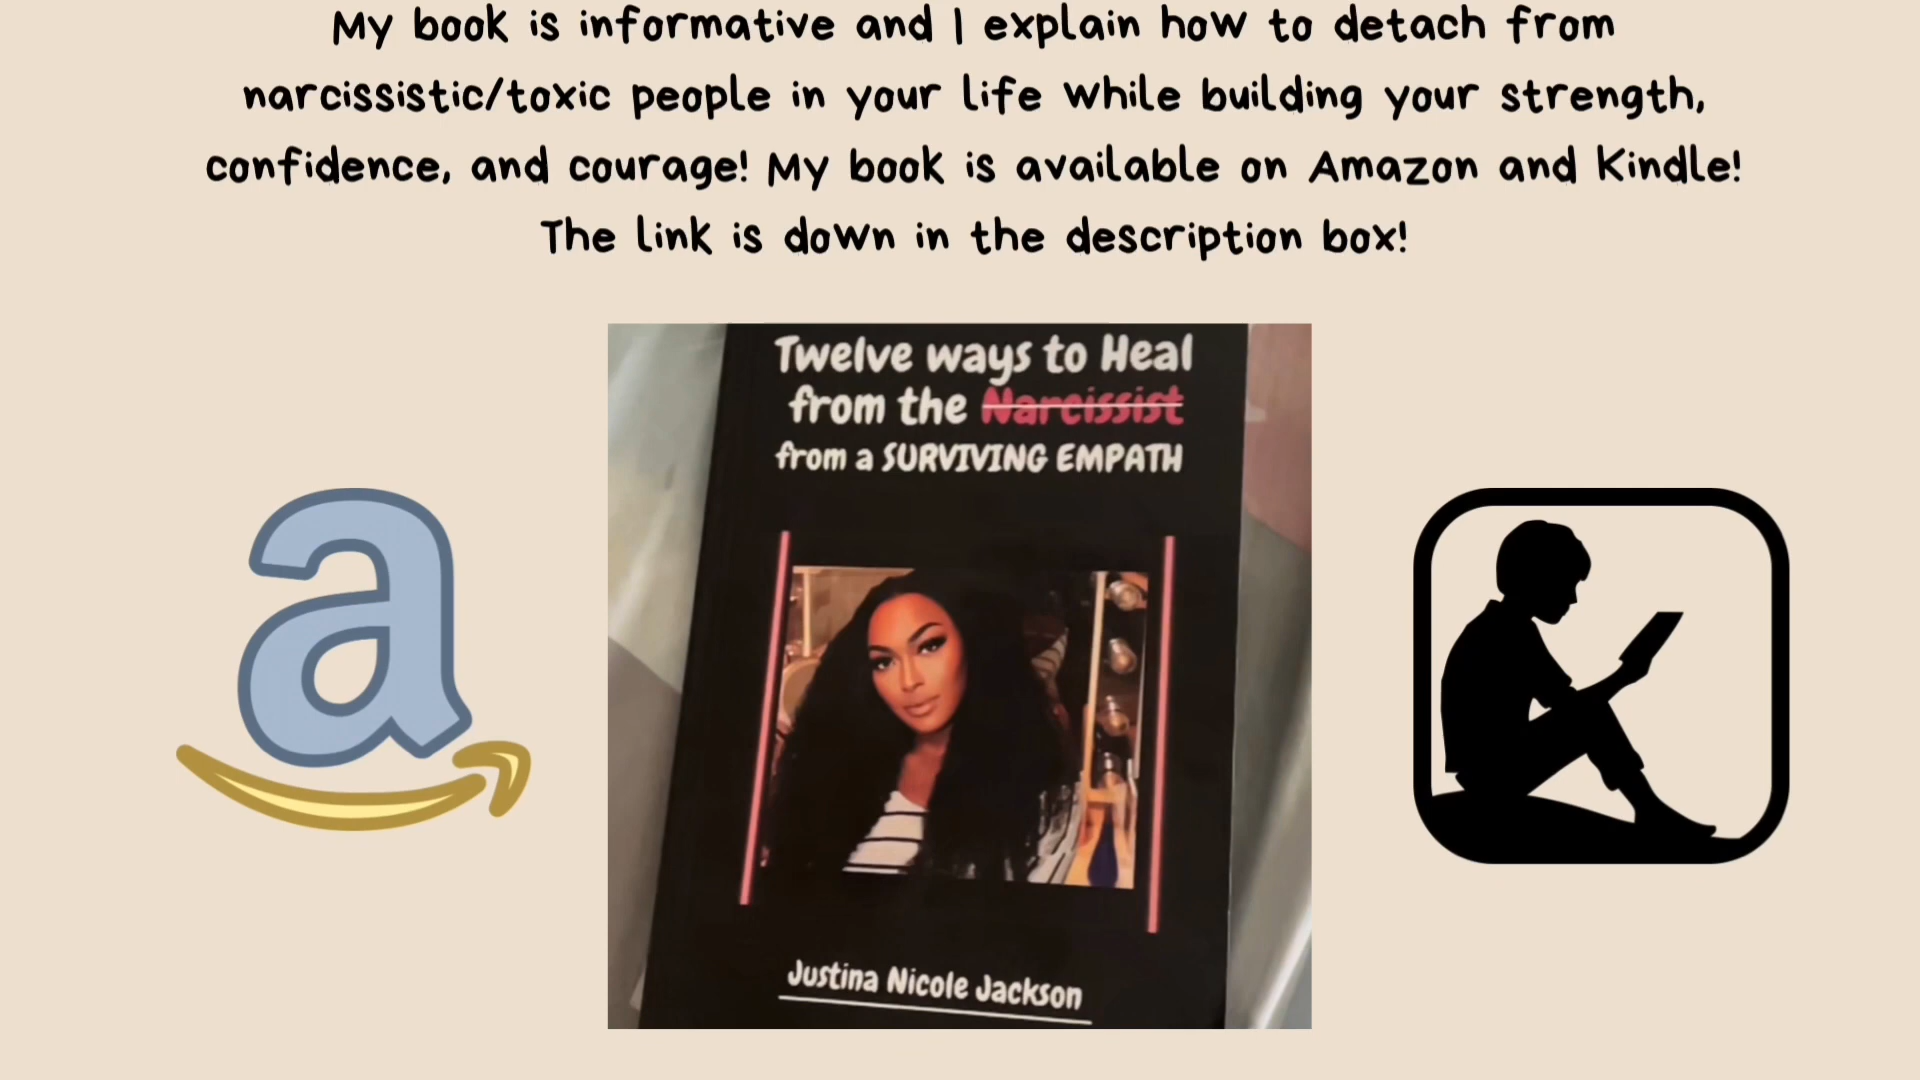 My book is informative and I explain how to detach from
narcissistic/toxic people in your life while building your strength,
confidence, and courage! My book is available on Amazon and Kindle!
The link is down in the description box!
Twelve ways to Heal
from the Narcissist
from a SURVIVING EMPATH
a
Justina Nicole Jackson